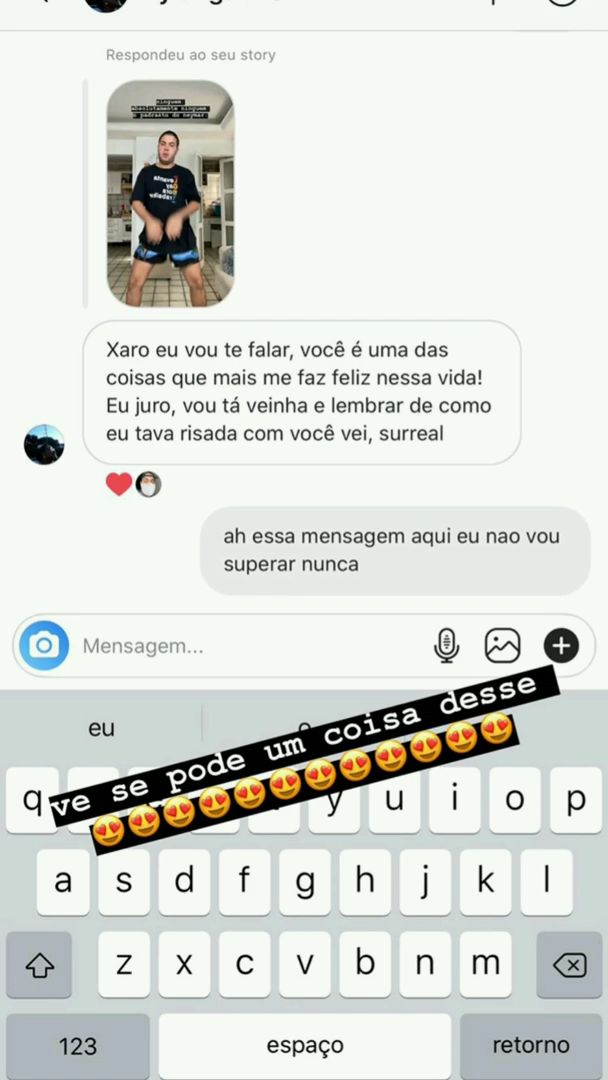 Respondeu ao seu story
ninguem
absolutamente ninguem
o padrasto do neymar:
Xaro eu vou te falar, você é uma das
coisas que mais me faz feliz nessa vida!
Eu juro, vou tá veinha e lembrar de como
eu tava risada com você vei, surreal
ah essa mensagem aqui eu nao vou
superar nunca
Mensagem...
eu
ve se pode um coisa desse
😍😍😍😍😍😍😍😍😍😍😍😍
q y u i o p
a s d f g h j k l
z x c v b n m
123 espaço retorno